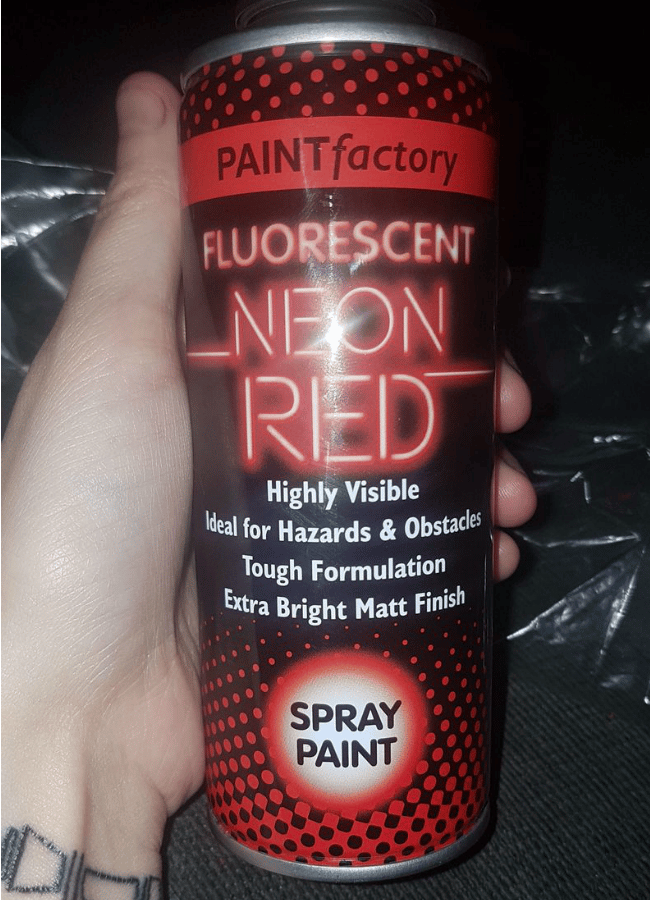 PAINTfactory
FLUORESCENT
NEON
RED
Highly Visible
Ideal for Hazards & Obstacles
Tough Formulation
Extra Bright Matt Finish
SPRAY
PAINT